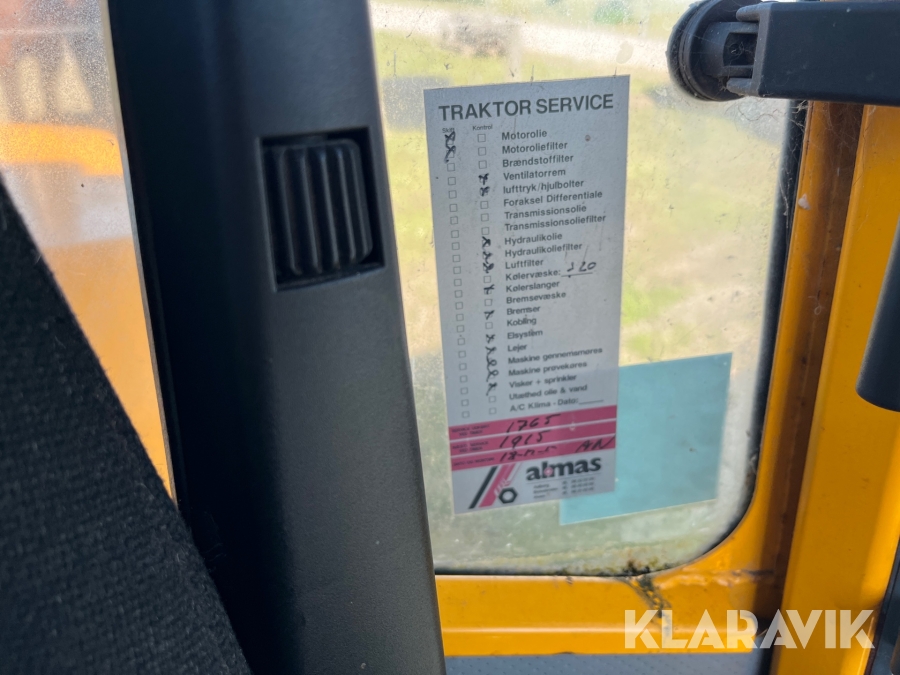 TRAKTOR SERVICE
Skift Kontrol
Motorolie
Motoroliefilter
Brændstoffilter
Ventilatorrem
lufttryk/hjulbolter
Foraksel Differentiale
Transmissionsolie
Transmissionsoliefilter
Hydraulikolie
Hydraulikoliefilter
Luftfilter
Kølervæske: ÷20
Kølerslanger
Bremsevæske
Bremser
Kobling
Elsystem
Lejer
Maskine gennemsmøres
Maskine prøvekøres
Visker + sprinkler
Utæthed olie & vand
A/C Klima - Dato:
1765
1915
almas
KLARAVIK